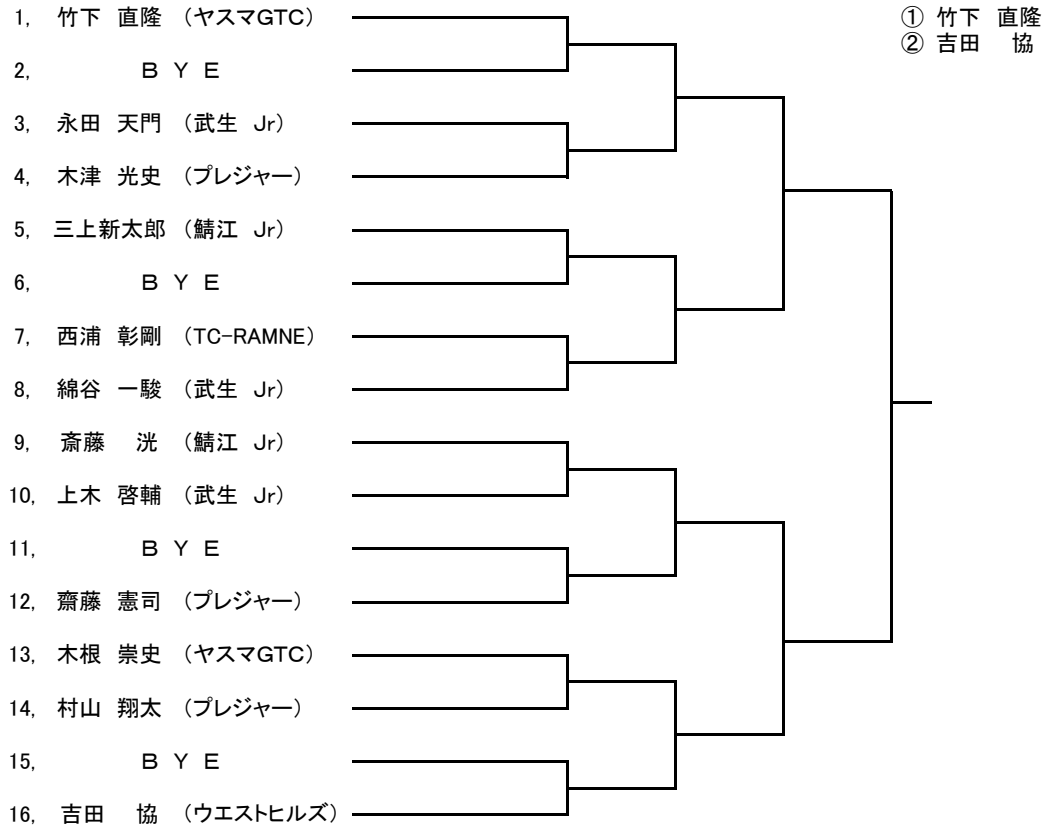 1, 竹下 直隆 (ヤスマGTC)
① 竹下 直隆
② 吉田 協
2, B Y E
3, 永田 天門 (武生 Jr)
4, 木津 光史 (プレジャー)
5, 三上新太郎 (鯖江 Jr)
6, B Y E
7, 西浦 彰剛 (TC-RAMNE)
8, 綿谷 一駿 (武生 Jr)
9, 斎藤 洸 (鯖江 Jr)
10, 上木 啓輔 (武生 Jr)
11, B Y E
12, 齋藤 憲司 (プレジャー)
13, 木根 崇史 (ヤスマGTC)
14, 村山 翔太 (プレジャー)
15, B Y E
16, 吉田 協 (ウエストヒルズ)